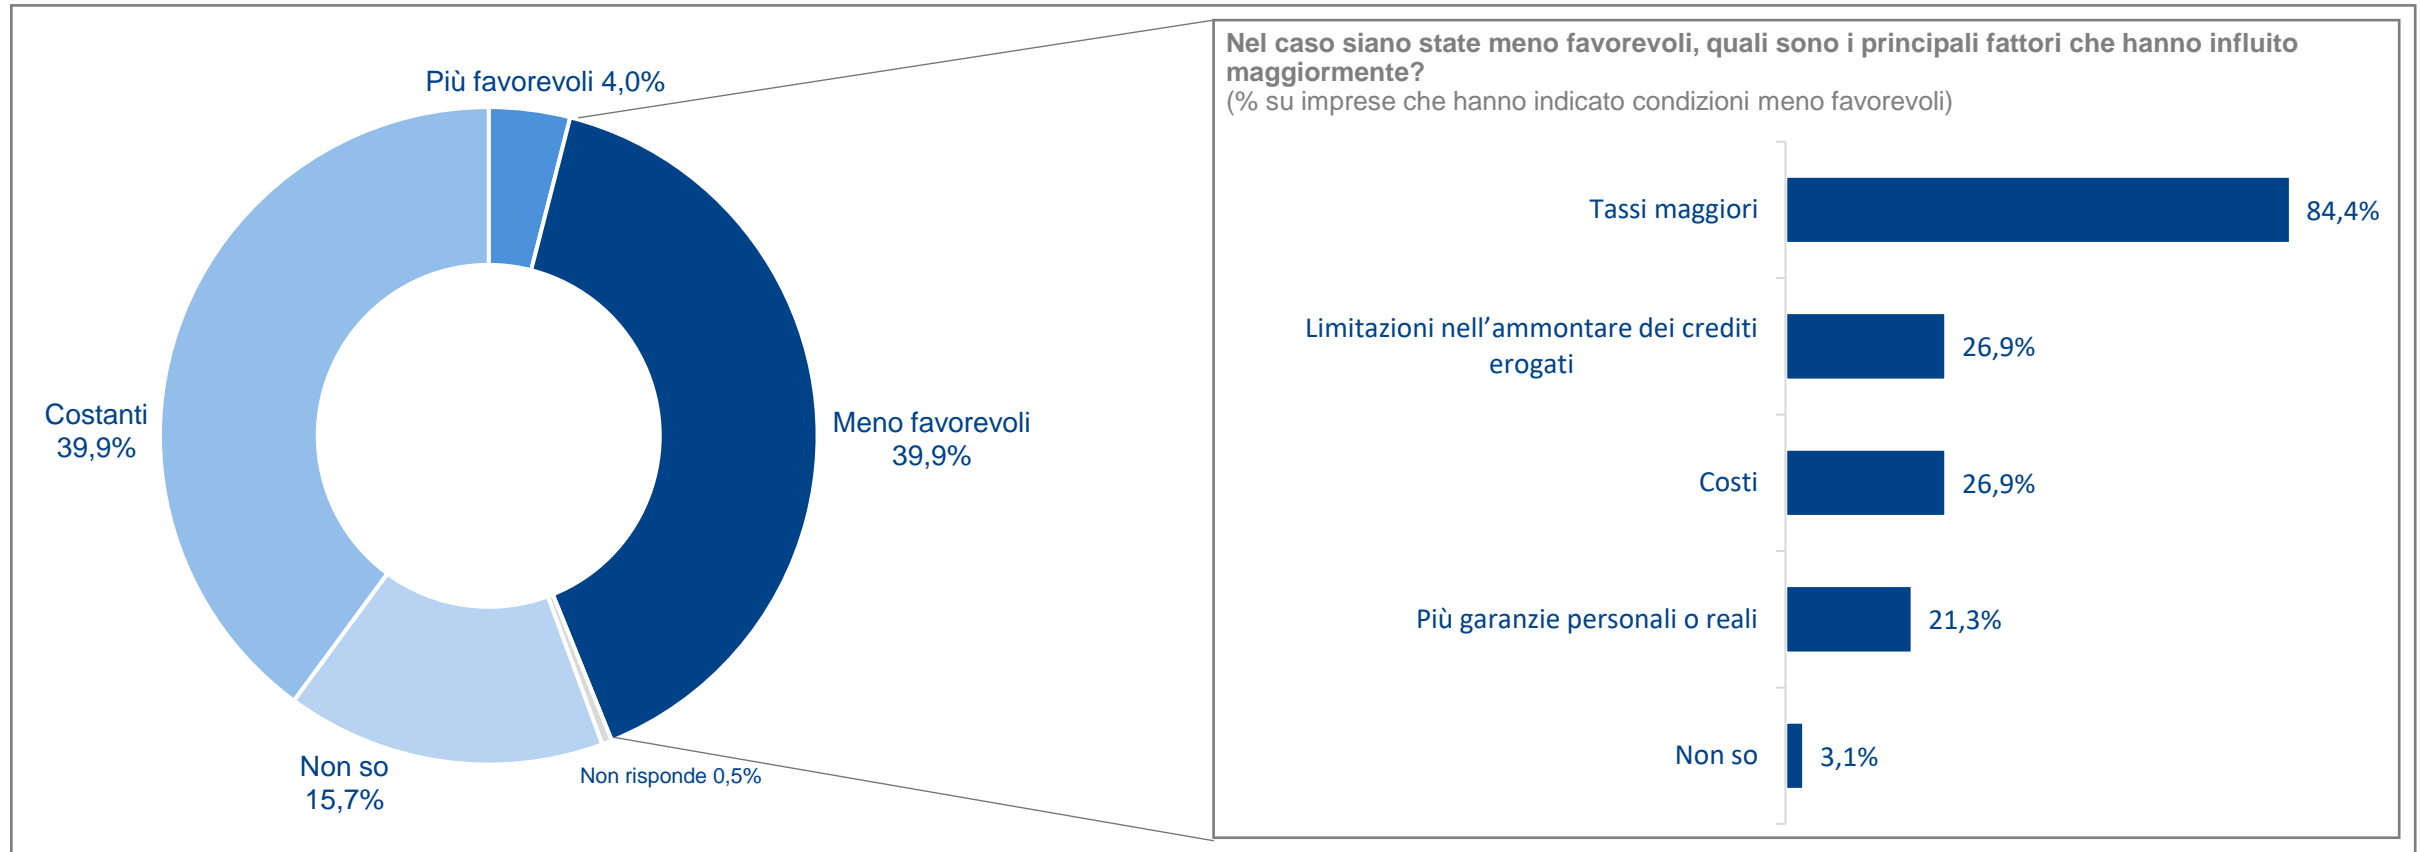 Più favorevoli 4,0%
Meno favorevoli
39,9%
Non risponde 0,5%
Non so
15,7%
Costanti
39,9%
Nel caso siano state meno favorevoli, quali sono i principali fattori che hanno influito
maggiormente?
(% su imprese che hanno indicato condizioni meno favorevoli)
Tassi maggiori
84,4%
Limitazioni nell’ammontare dei crediti
erogati
26,9%
Costi
26,9%
Più garanzie personali o reali
21,3%
Non so
3,1%